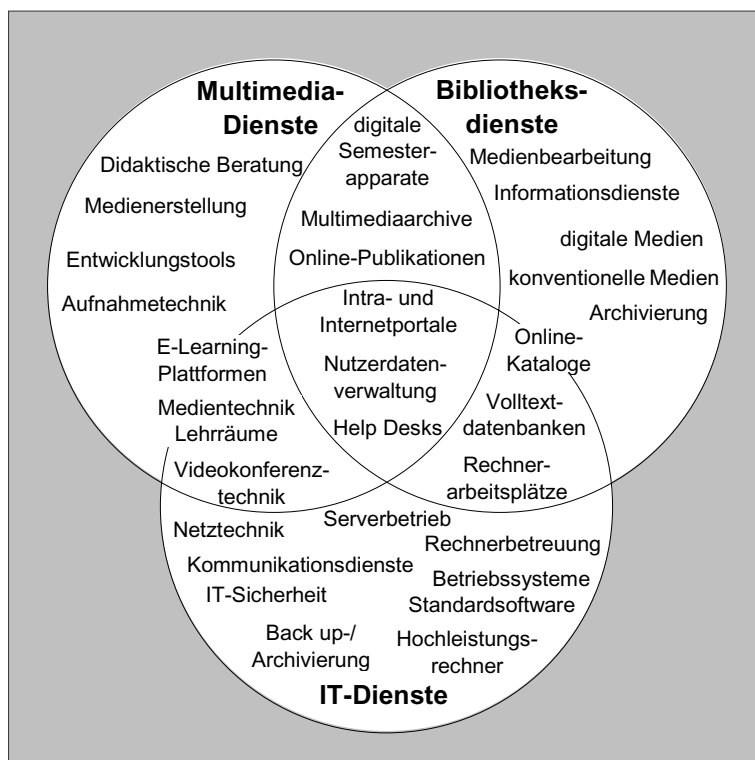 Multimedia-
Dienste
Bibliotheks-
dienste
digitale
Semester-
apparate
Didaktische Beratung
Medienerstellung
Entwicklungstools
Aufnahmetechnik
Multimediaarchive
Online-Publikationen
Medienbearbeitung
Informationsdienste
digitale Medien
konventionelle Medien
Archivierung
Intra- und
Internetportale
Nutzerdaten-
verwaltung
Help Desks
E-Learning-
Plattformen
Medientechnik
Lehrräume
Videokonferenz-
technik
Online-
Kataloge
Volltext-
datenbanken
Rechner-
arbeitsplätze
Netztechnik
Serverbetrieb
Rechnerbetreuung
Kommunikationsdienste
IT-Sicherheit
Betriebssysteme
Standardsoftware
Back up-/
Archivierung
Hochleistungs-
rechner
IT-Dienste